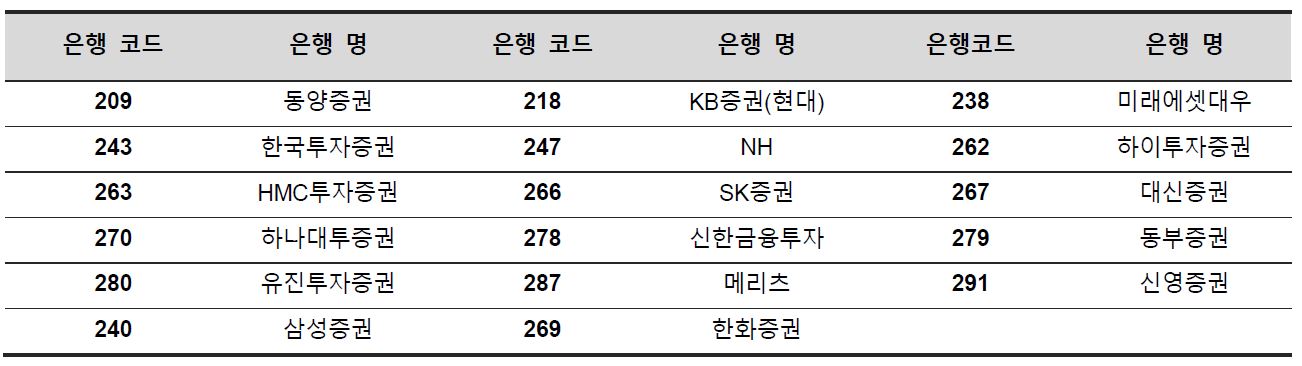 은행 코드 은행 명 은행 코드 은행 명 은행코드 은행 명
209 동양증권 218 KB증권(현대) 238 미래에셋대우
243 한국투자증권 247 NH 262 하이투자증권
263 HMC투자증권 266 SK증권 267 대신증권
270 하나대투증권 278 신한금융투자 279 동부증권
280 유진투자증권 287 메리츠 291 신영증권
240 삼성증권 269 한화증권